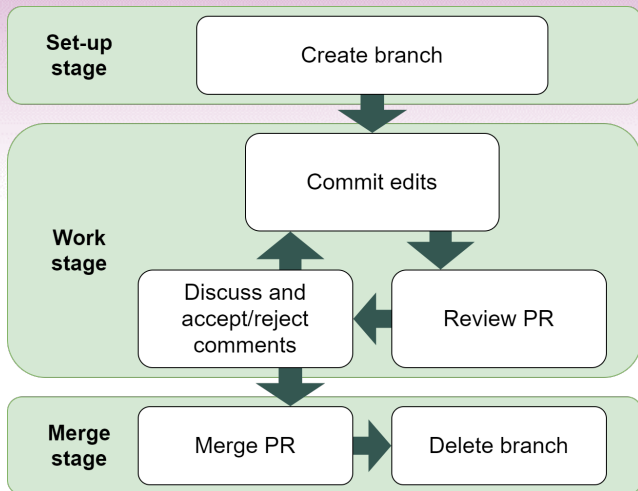 Set-up
stage
Create branch
Commit edits
Work
stage
Discuss and
accept/reject
comments
Review PR
Merge
stage
Merge PR
Delete branch